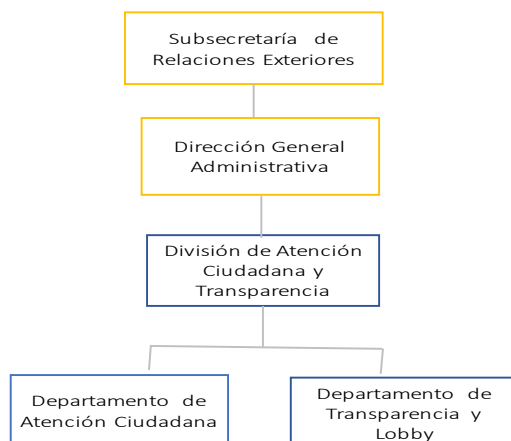 Subsecretaría de
Relaciones Exteriores
Dirección General
Administrativa
División de Atención
Ciudadana y
Transparencia
Departamento de
Atención Ciudadana
Departamento de
Transparencia y
Lobby